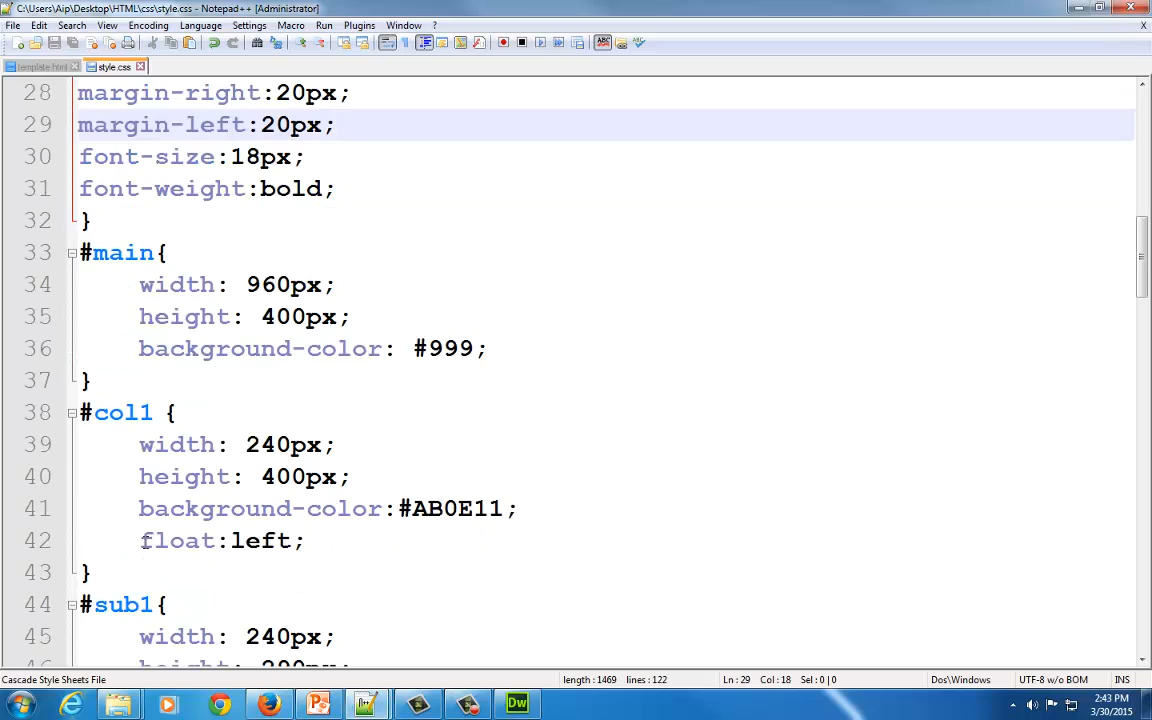 C:\Users\Aip\Desktop\HTML\css\style.css - Notepad++ [Administrator]
File Edit Search View Encoding Language Settings Macro Run Plugins Window ? X
template.html style.css
28 margin-right:20px;
29 margin-left:20px;
30 font-size:18px;
31 font-weight:bold;
32 }
33 #main{
34 width: 960px;
35 height: 400px;
36 background-color: #999;
37 }
38 #col1 {
39 width: 240px;
40 height: 400px;
41 background-color:#AB0E11;
42 float:left;
43 }
44 #sub1{
45 width: 240px;
Cascade Style Sheets File length : 1469 lines : 122 Ln : 29 Col : 18 Sel : 0 | 0 Dos\Windows UTF-8 w/o BOM INS
Dw 2:43 PM
3/30/2015